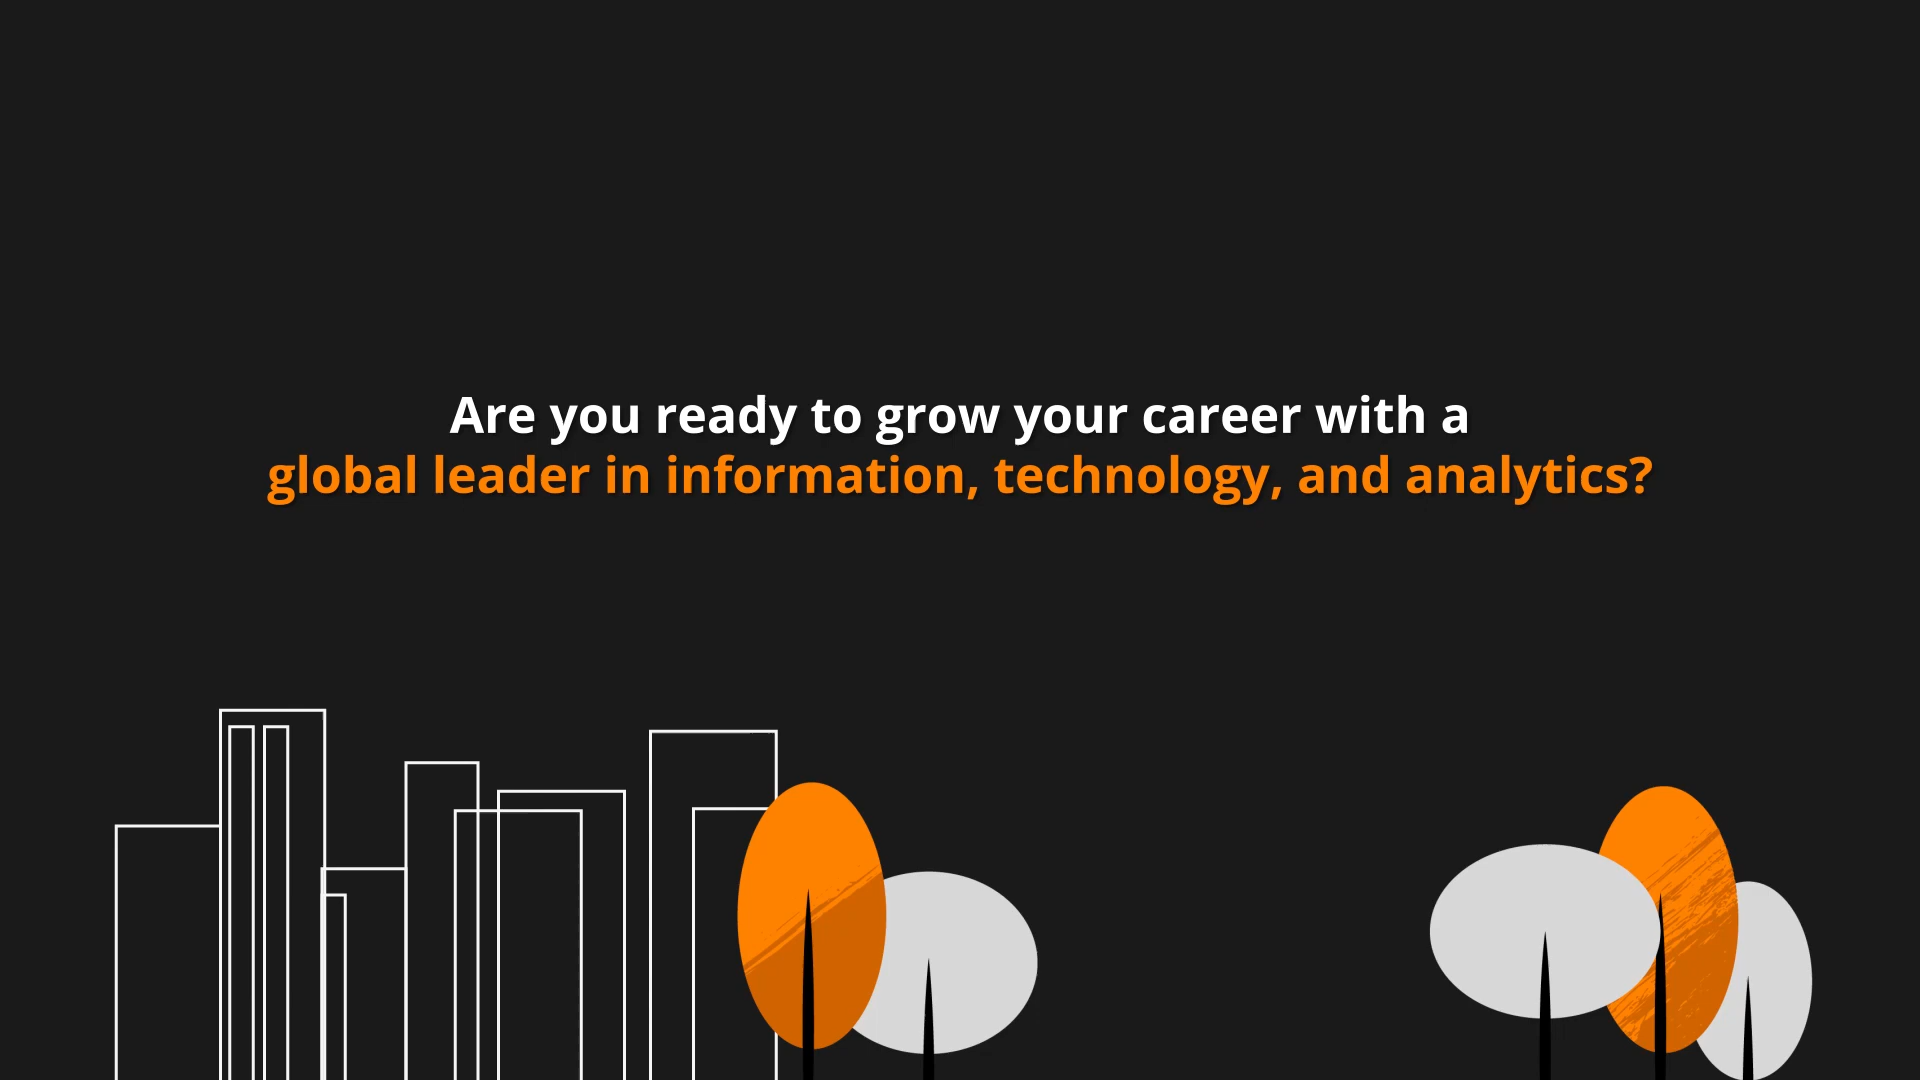 Are you ready to grow your career with a
global leader in information, technology, and analytics?